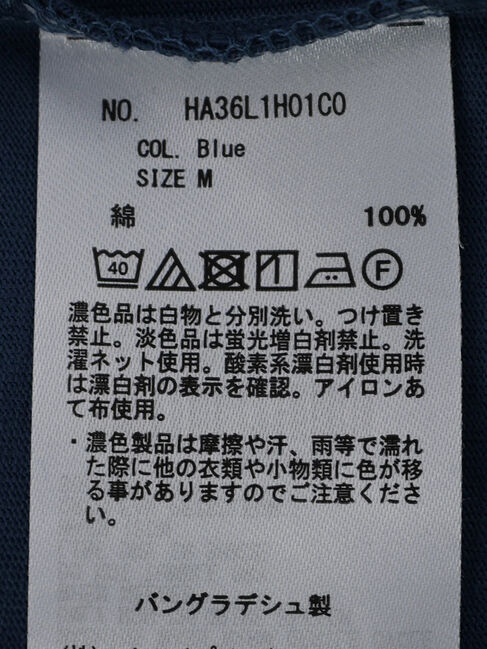 NO. HA36L1H01C0
COL. Blue
SIZE M
綿 100%
40 F
濃色品は白物と分別洗い。つけ置き
禁止。淡色品は蛍光増白剤禁止。洗
濯ネット使用。酸素系漂白剤使用時
は漂白剤の表示を確認。アイロンあ
て布使用。
・濃色製品は摩擦や汗、雨等で濡れ
た際に他の衣類や小物類に色が移
る事がありますのでご注意くださ
い。
バングラデシュ製